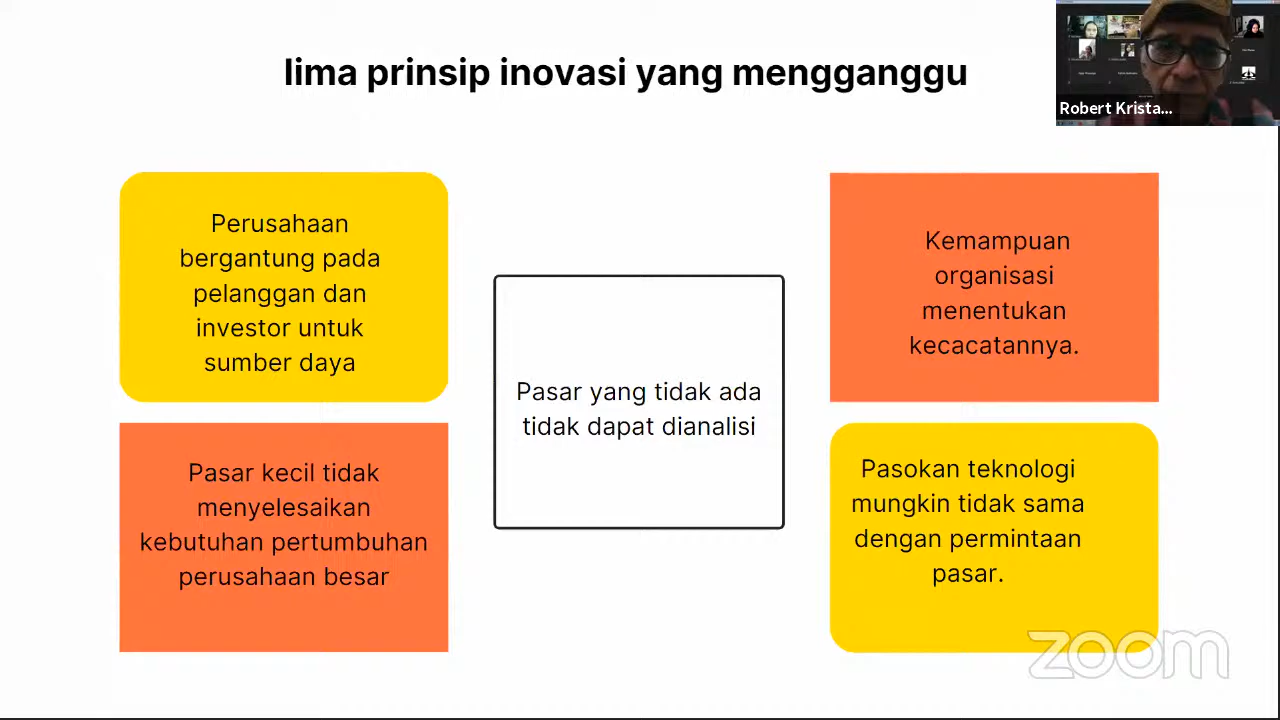 lima prinsip inovasi yang mengganggu
Robert Krista...
Perusahaan
bergantung pada
pelanggan dan
investor untuk
sumber daya
Pasar kecil tidak
menyelesaikan
kebutuhan pertumbuhan
perusahaan besar
Pasar yang tidak ada
tidak dapat dianalisi
Kemampuan
organisasi
menentukan
kecacatannya.
Pasokan teknologi
mungkin tidak sama
dengan permintaan
pasar.
zoom